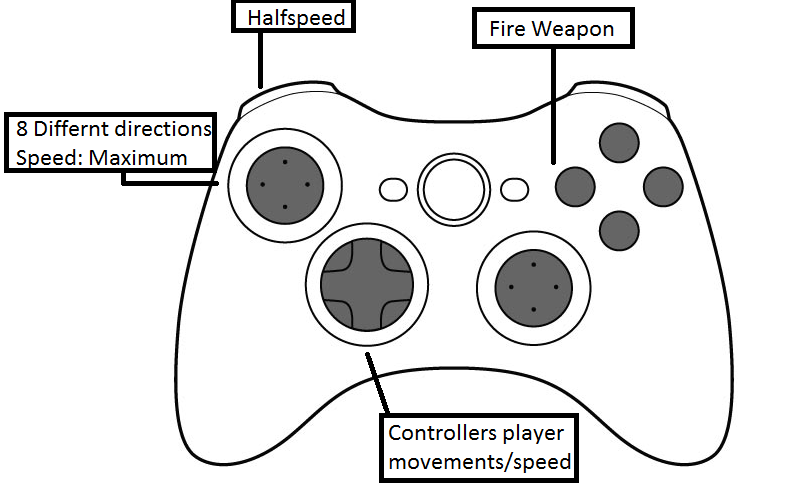 Halfspeed
Fire Weapon
8 Differnt directions
Speed: Maximum
Controllers player
movements/speed